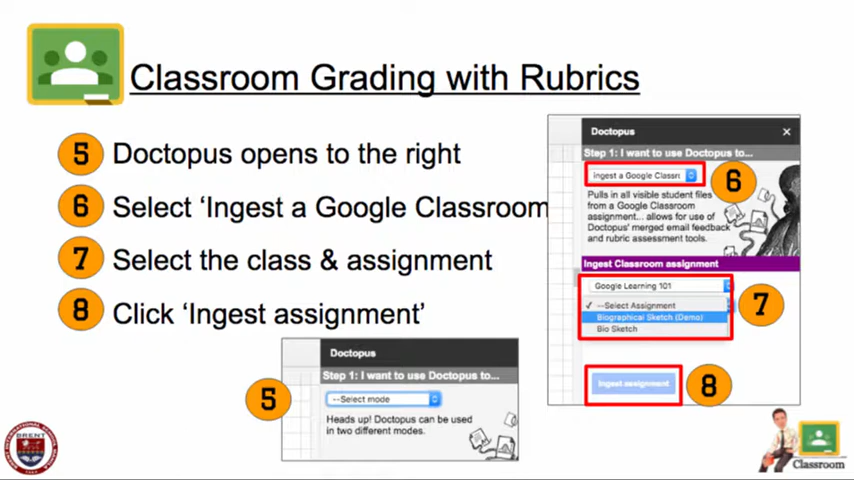 Classroom Grading with Rubrics
5 Doctopus opens to the right
6 Select ‘Ingest a Google Classroom
7 Select the class & assignment
8 Click ‘Ingest assignment’
Doctopus ×
Step 1: I want to use Doctopus to...
ingest a Google Classr
6
Pulls in all visible student files
from a Google Classroom
assignment... allows for use of
Doctopus' merged email feedback
and rubric assessment tools.
Ingest Classroom assignment
Google Learning 101
✓ --Select Assignment
Biographical Sketch (Demo)
Bio Sketch
7
Ingest assignment
8
5
Doctopus
Step 1: I want to use Doctopus to...
--Select mode
Heads up! Doctopus can be used
in two different modes.
BRENT
Classroom